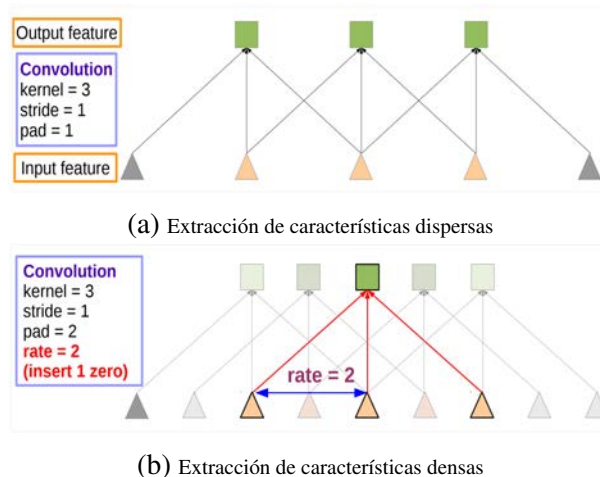 Output feature
Convolution
kernel = 3
stride = 1
pad = 1
Input feature
(a) Extracción de características dispersas
Convolution
kernel = 3
stride = 1
pad = 2
rate = 2
(insert 1 zero)
rate = 2
(b) Extracción de características densas